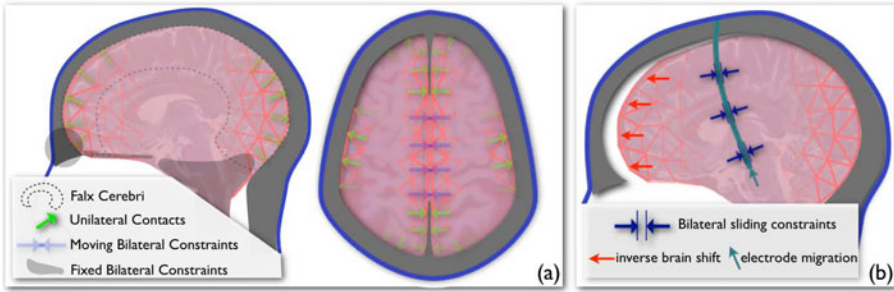 Falx Cerebri
Unilateral Contacts
Moving Bilateral Constraints
Fixed Bilateral Constraints
(a)
Bilateral sliding constraints
inverse brain shift
electrode migration
(b)